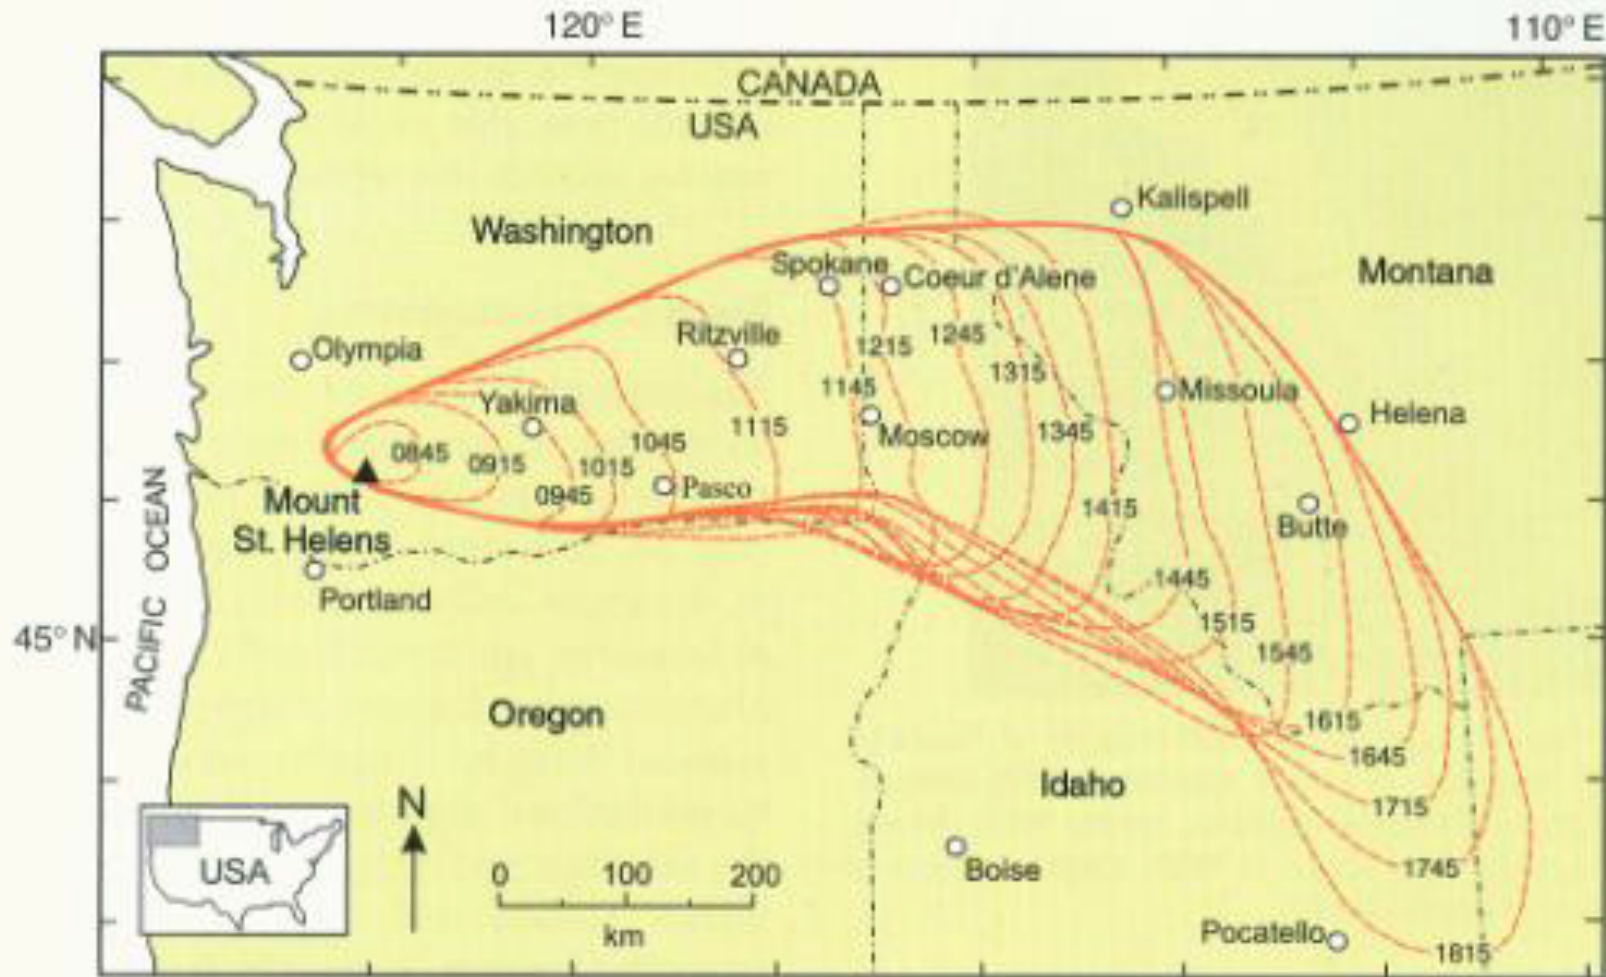 120° E
110° E
CANADA
USA
Kalispell
Washington
Montana
Spokane
Coeur d'Alene
Ritzville
1215
1245
Olympia
1315
1145
Missoula
Yakima
Helena
1115
1345
Moscow
0845
1045
0915
1015
Pasco
0945
1415
Mount
St. Helens
Butte
PACIFIC OCEAN
1445
Portland
1515
45° N
1545
Oregon
1615
1645
Idaho
1715
N
USA
0 100 200
km
1745
Boise
Pocatello
1815